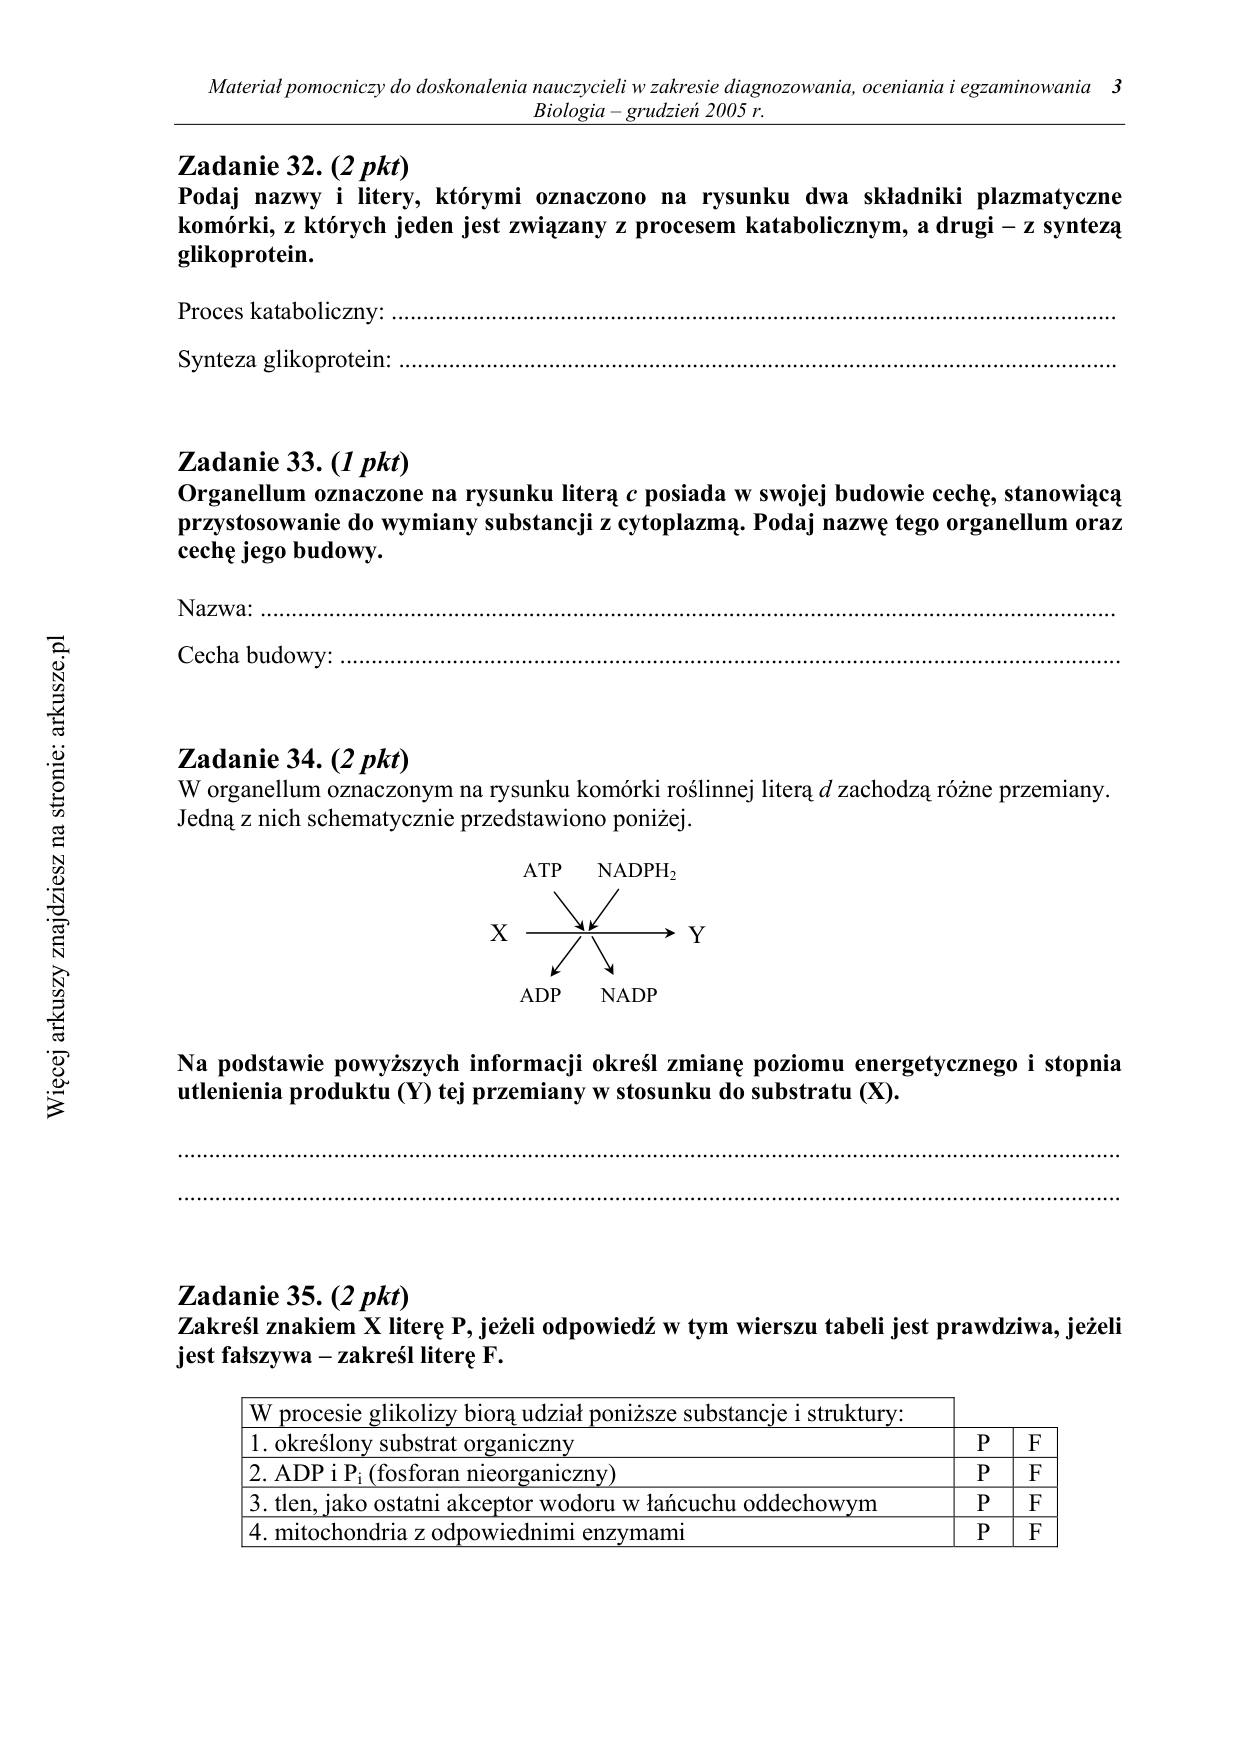 Materiał pomocniczy do doskonalenia nauczycieli w zakresie diagnozowania, oceniania i egzaminowania 3
Biologia – grudzień 2005 r.
Zadanie 32. (2 pkt)
Podaj nazwy i litery, którymi oznaczono na rysunku dwa składniki plazmatyczne
komórki, z których jeden jest związany z procesem katabolicznym, a drugi – z syntezą
glikoprotein.
Proces kataboliczny: ....................................................................................................................
Synteza glikoprotein: ...................................................................................................................
Zadanie 33. (1 pkt)
Organellum oznaczone na rysunku literą c posiada w swojej budowie cechę, stanowiącą
przystosowanie do wymiany substancji z cytoplazmą. Podaj nazwę tego organellum oraz
cechę jego budowy.
Nazwa: .........................................................................................................................................
Cecha budowy: .............................................................................................................................
Zadanie 34. (2 pkt)
W organellum oznaczonym na rysunku komórki roślinnej literą d zachodzą różne przemiany.
Jedną z nich schematycznie przedstawiono poniżej.
ATP NADPH₂
X Y
ADP NADP
Na podstawie powyższych informacji określ zmianę poziomu energetycznego i stopnia
utlenienia produktu (Y) tej przemiany w stosunku do substratu (X).
.......................................................................................................................................................
.......................................................................................................................................................
Zadanie 35. (2 pkt)
Zakreśl znakiem X literę P, jeżeli odpowiedź w tym wierszu tabeli jest prawdziwa, jeżeli
jest fałszywa – zakreśl literę F.
W procesie glikolizy biorą udział poniższe substancje i struktury:
1. określony substrat organiczny P F
2. ADP i Pᵢ (fosforan nieorganiczny) P F
3. tlen, jako ostatni akceptor wodoru w łańcuchu oddechowym P F
4. mitochondria z odpowiednimi enzymami P F
Więcej arkuszy znajdziesz na stronie: arkusze.pl